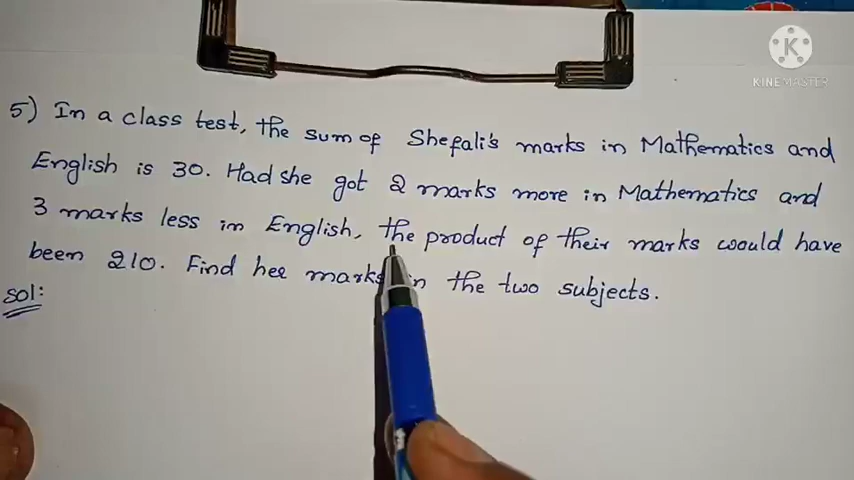 KINEMASTER
5) In a class test, the sum of Shefali's marks in Mathematics and
English is 30. Had she got 2 marks more in Mathematics and
3 marks less in English, the product of their marks would have
been 210. Find her marks in the two subjects.
Sol: